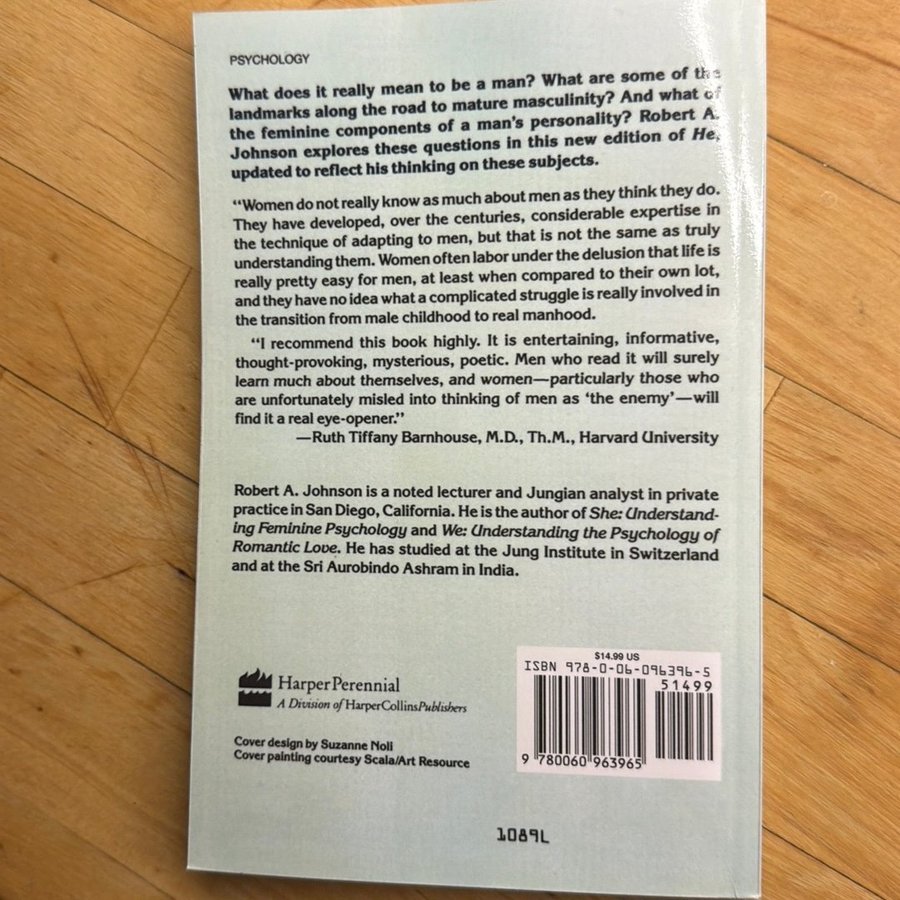 PSYCHOLOGY
What does it really mean to be a man? What are some of the
landmarks along the road to mature masculinity? And what of
the feminine components of a man's personality? Robert A.
Johnson explores these questions in this new edition of He,
updated to reflect his thinking on these subjects.
“Women do not really know as much about men as they think they do.
They have developed, over the centuries, considerable expertise in
the technique of adapting to men, but that is not the same as truly
understanding them. Women often labor under the delusion that life is
really pretty easy for men, at least when compared to their own lot,
and they have no idea what a complicated struggle is really involved in
the transition from male childhood to real manhood.
“I recommend this book highly. It is entertaining, informative,
thought-provoking, mysterious, poetic. Men who read it will surely
learn much about themselves, and women—particularly those who
are unfortunately misled into thinking of men as ‘the enemy’—will
find it a real eye-opener.”
—Ruth Tiffany Barnhouse, M.D., Th.M., Harvard University
Robert A. Johnson is a noted lecturer and Jungian analyst in private
practice in San Diego, California. He is the author of She: Understand-
ing Feminine Psychology and We: Understanding the Psychology of
Romantic Love. He has studied at the Jung Institute in Switzerland
and at the Sri Aurobindo Ashram in India.
HarperPerennial
A Division of HarperCollinsPublishers
Cover design by Suzanne Noli
Cover painting courtesy Scala/Art Resource
$14.99 US
ISBN 978-0-06-096396-5
51499
9 780060 963965
1089L